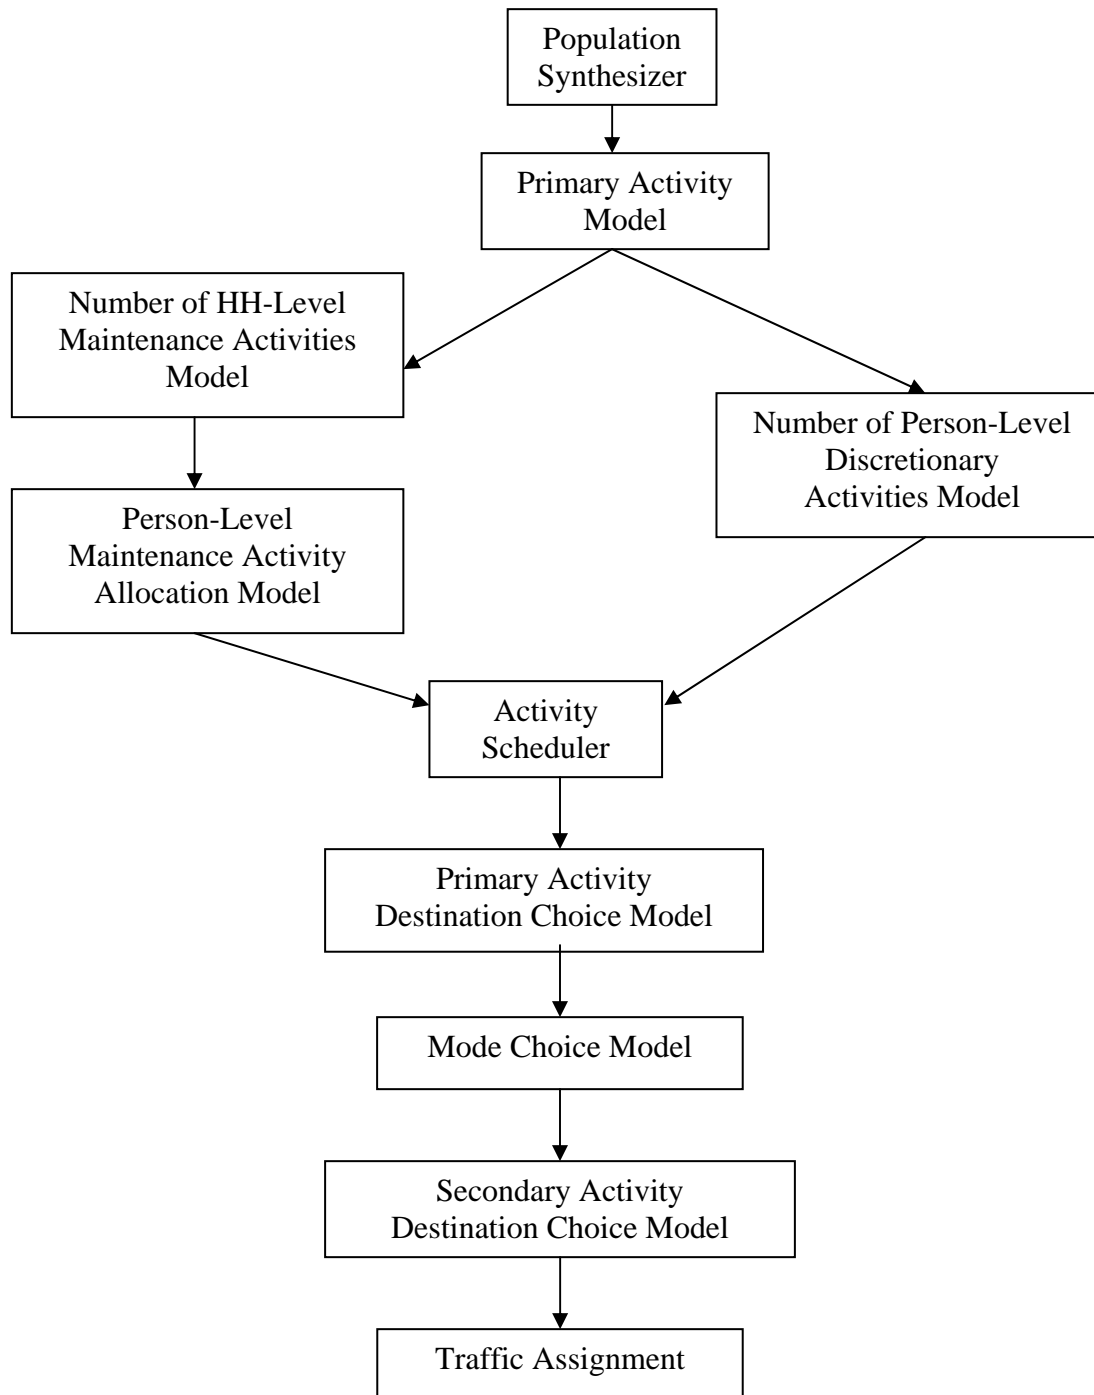 Population
Synthesizer
Primary Activity
Model
Number of HH-Level
Maintenance Activities
Model
Number of Person-Level
Discretionary
Activities Model
Person-Level
Maintenance Activity
Allocation Model
Activity
Scheduler
Primary Activity
Destination Choice Model
Mode Choice Model
Secondary Activity
Destination Choice Model
Traffic Assignment